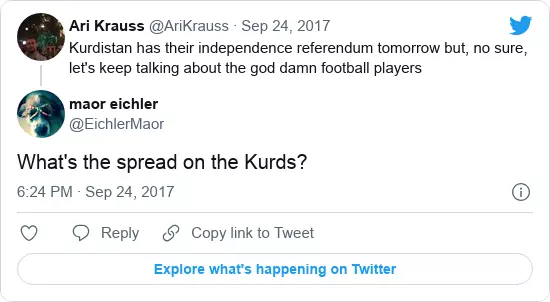 Ari Krauss @AriKrauss · Sep 24, 2017
Kurdistan has their independence referendum tomorrow but, no sure,
let's keep talking about the god damn football players
maor eichler
@EichlerMaor
What's the spread on the Kurds?
6:24 PM · Sep 24, 2017
Reply
Copy link to Tweet
Explore what's happening on Twitter